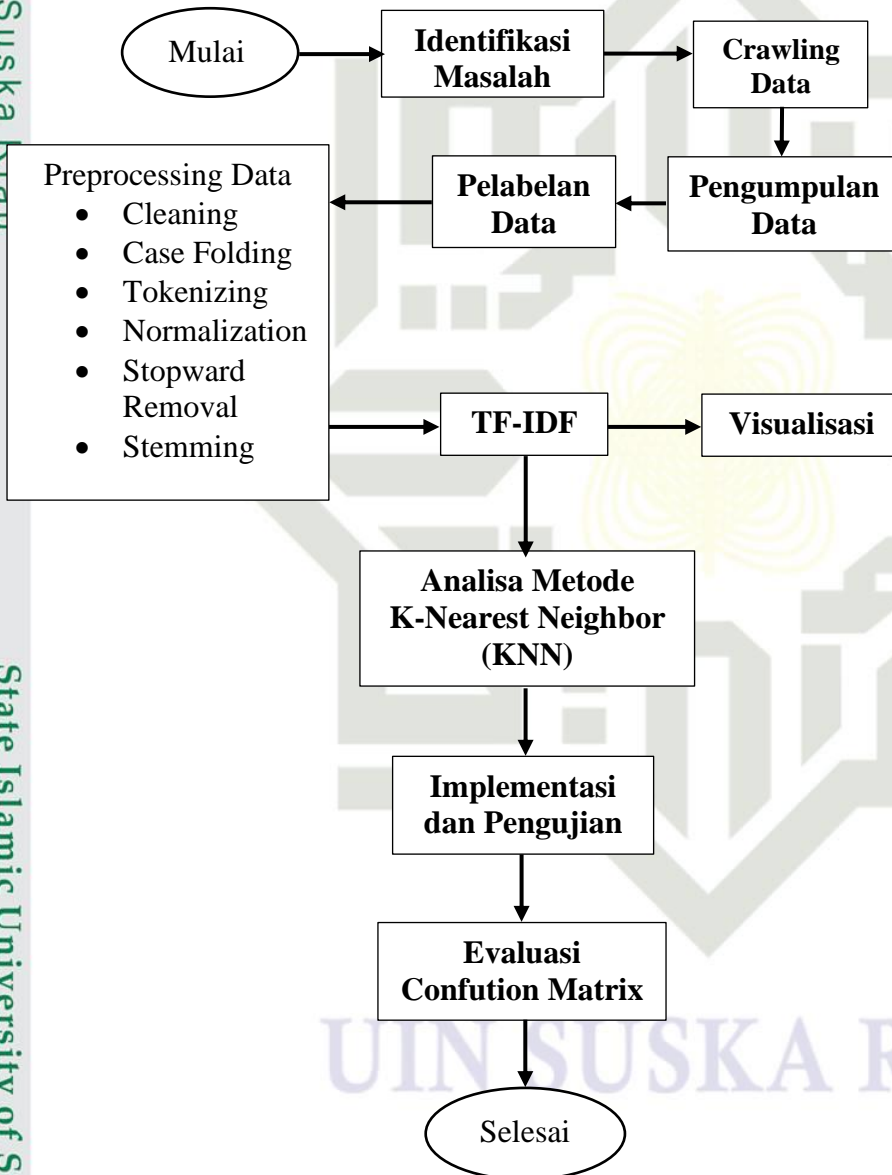 Mulai
Identifikasi
Masalah
Crawling
Data
Pengumpulan
Data
Pelabelan
Data
Preprocessing Data
• Cleaning
• Case Folding
• Tokenizing
• Normalization
• Stopward
Removal
• Stemming
TF-IDF
Visualisasi
Analisa Metode
K-Nearest Neighbor
(KNN)
Implementasi
dan Pengujian
Evaluasi
Confution Matrix
Selesai
UIN SUSKA R
Suska Riau
State Islamic University of S